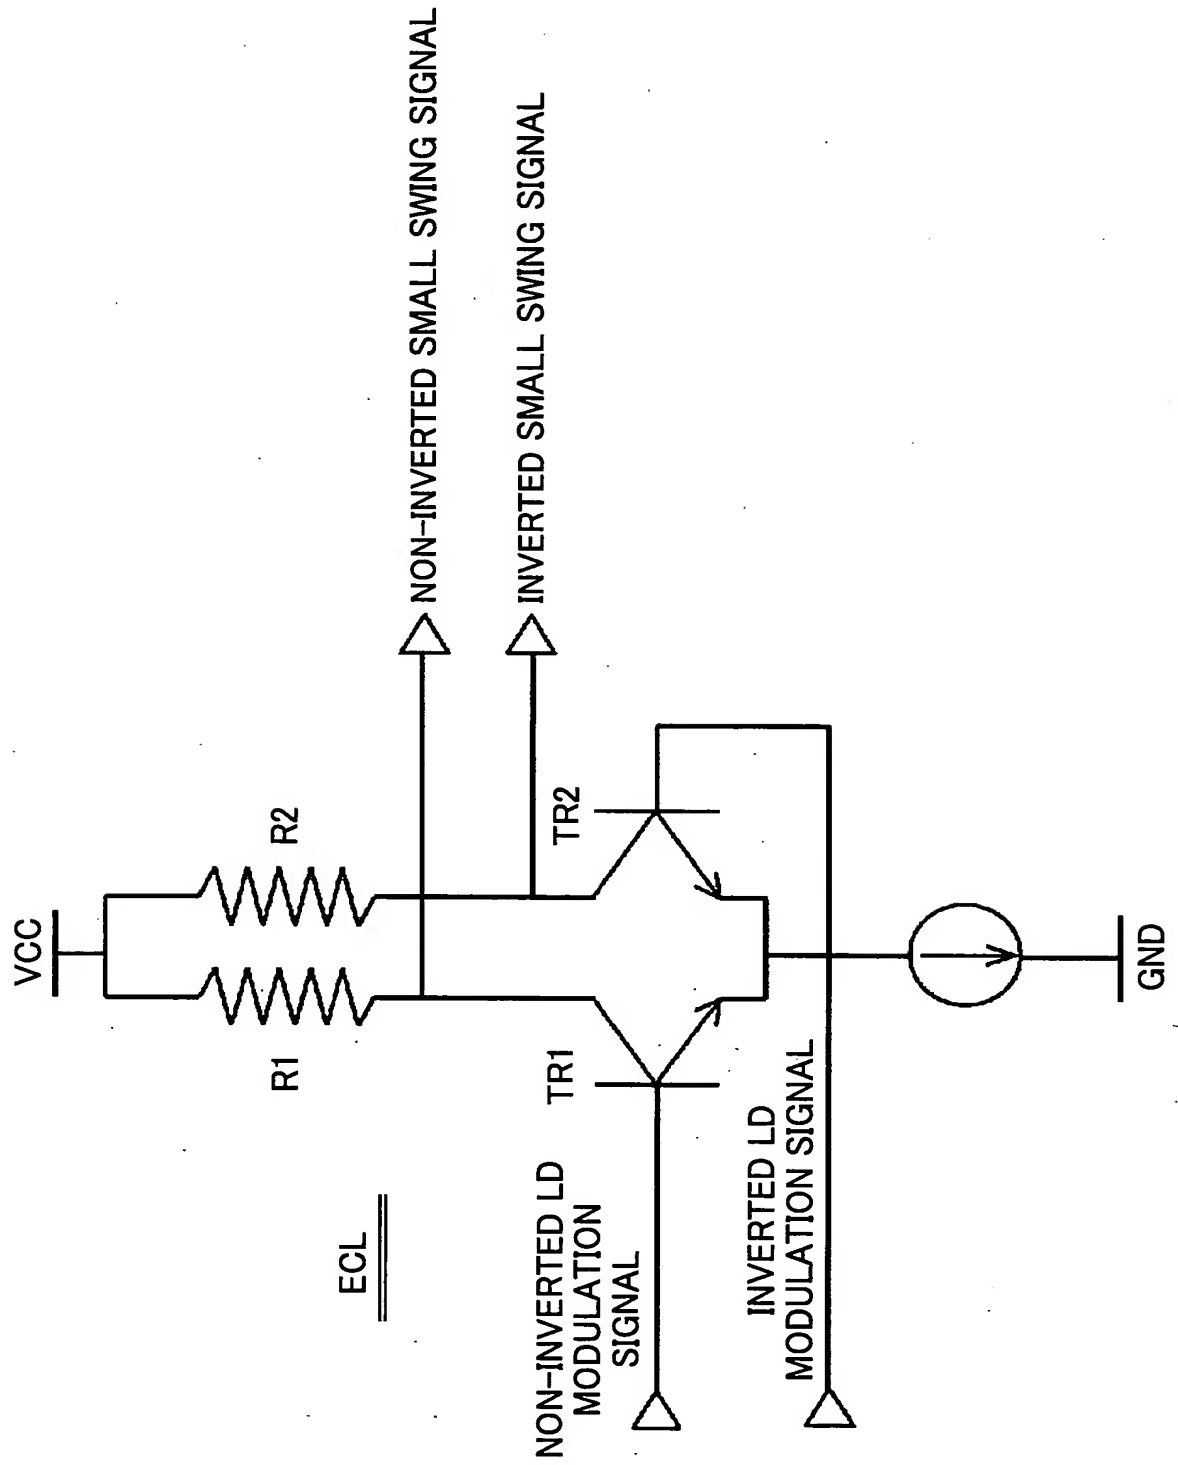 VCC
R1
R2
NON-INVERTED SMALL SWING SIGNAL
INVERTED SMALL SWING SIGNAL
ECL
TR1
TR2
NON-INVERTED LD
MODULATION
SIGNAL
INVERTED LD
MODULATION SIGNAL
GND